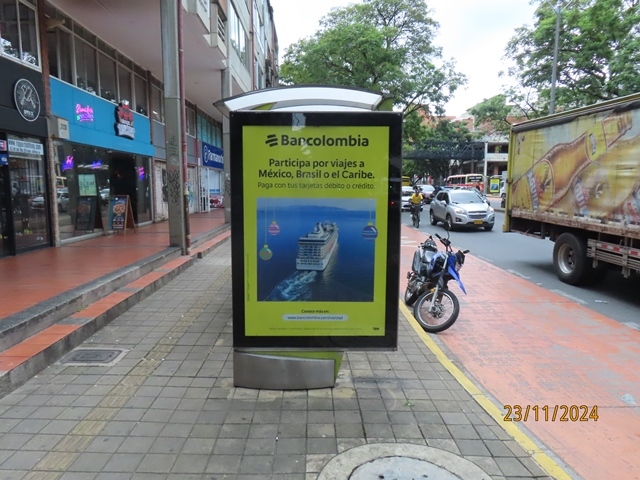 Bancolombia
Participa por viajes a
México, Brasil o el Caribe.
Paga con tus tarjetas débito o crédito.
23/11/2024